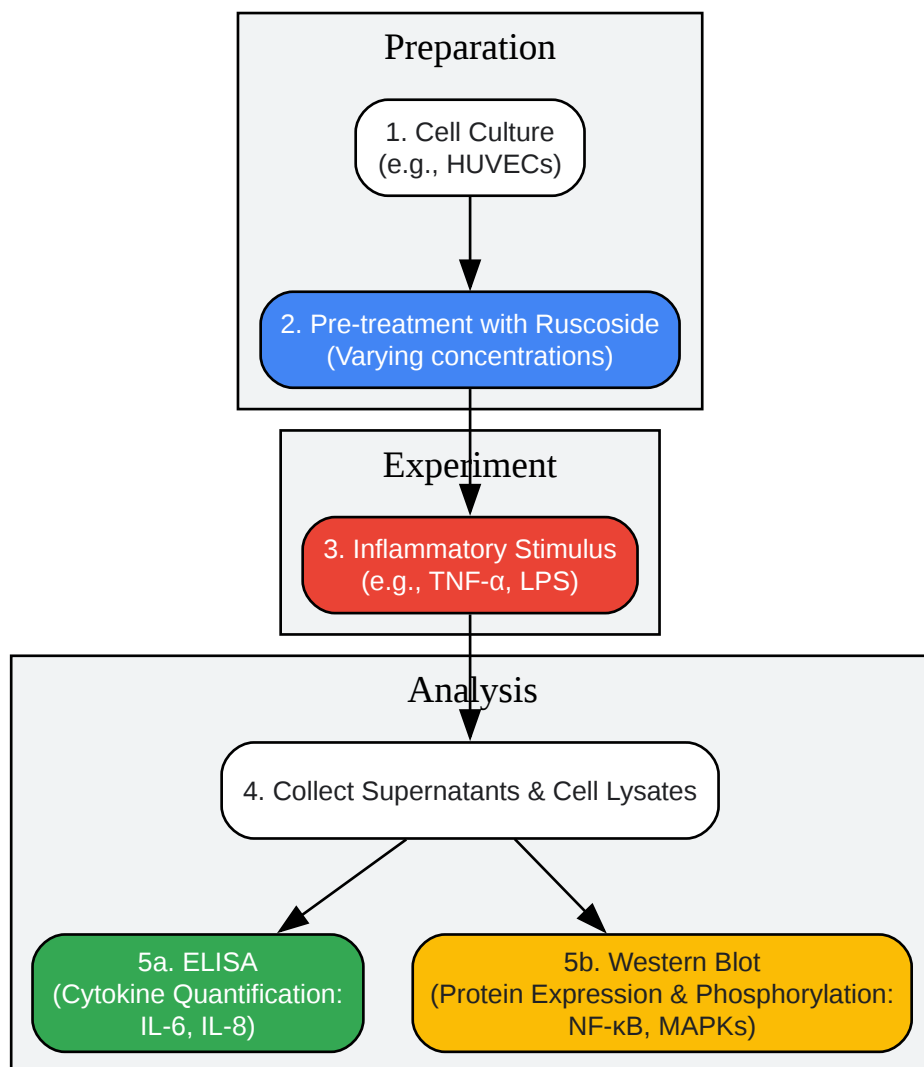 Preparation
1. Cell Culture
(e.g., HUVECs)
2. Pre-treatment with Ruscoside
(Varying concentrations)
Experiment
3. Inflammatory Stimulus
(e.g., TNF-α, LPS)
Analysis
4. Collect Supernatants & Cell Lysates
5a. ELISA
(Cytokine Quantification:
IL-6, IL-8)
5b. Western Blot
(Protein Expression & Phosphorylation:
NF-κB, MAPKs)